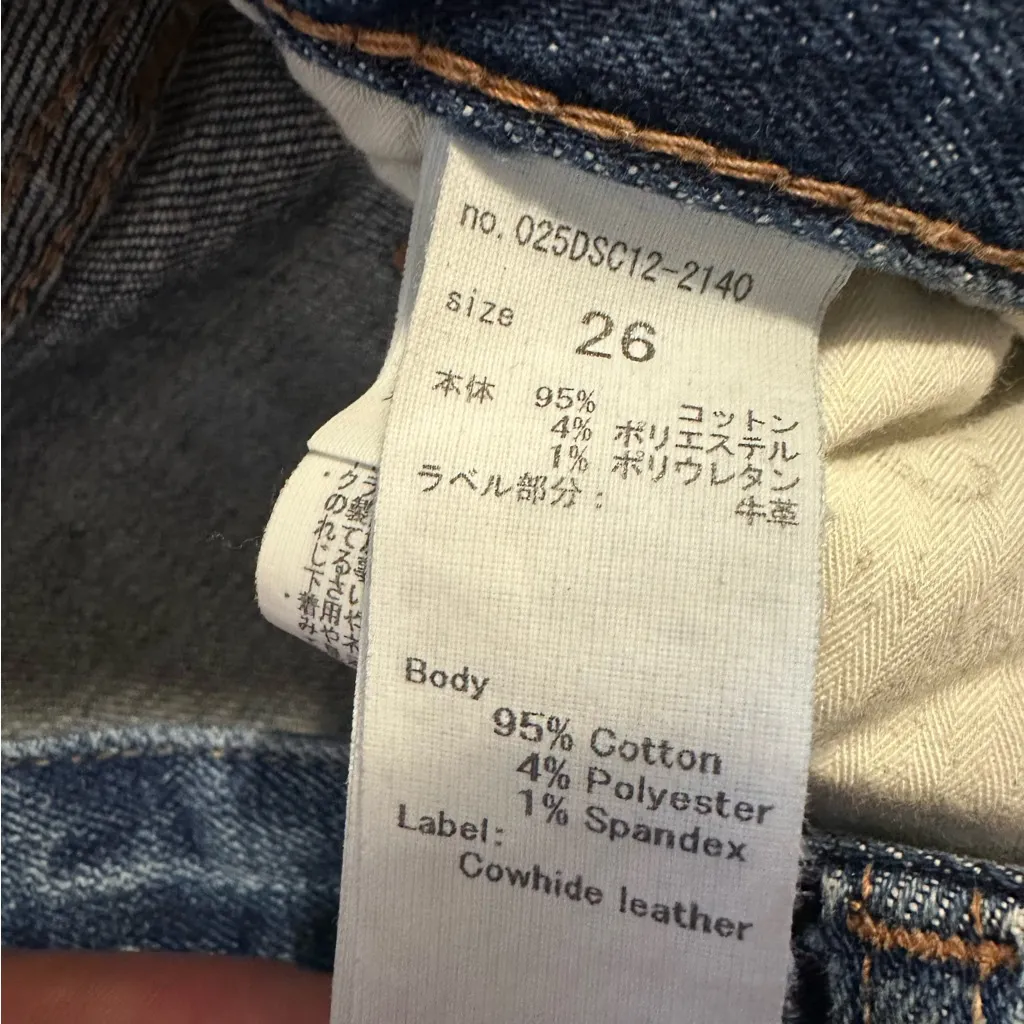 no. 025DSC12-2140
size 26
本体 95% コットン
4% ポリエステル
1% ポリウレタン
ラベル部分: 牛革
Body
95% Cotton
4% Polyester
1% Spandex
Label:
Cowhide leather